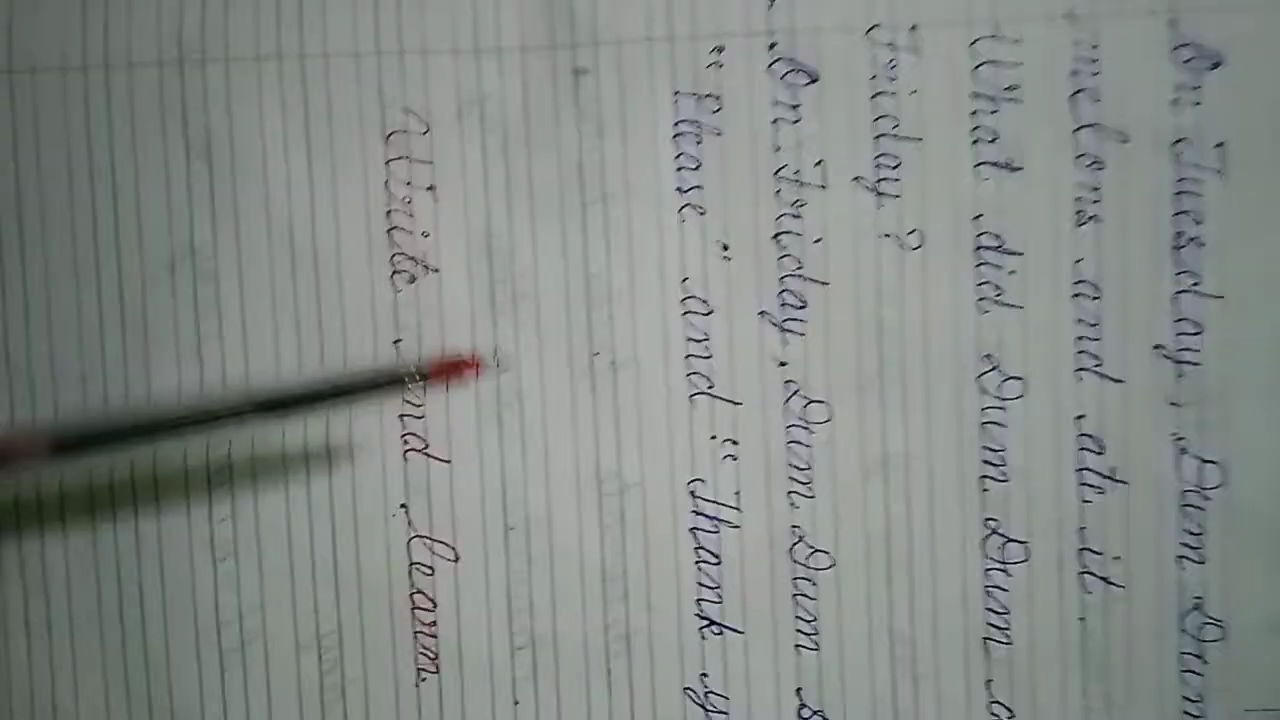 On Tuesday, Dum Dum
melons and ate it.
What did Dum Dum
Friday?
On Friday, Dum Dum
"Please" and "Thank
Write and learn